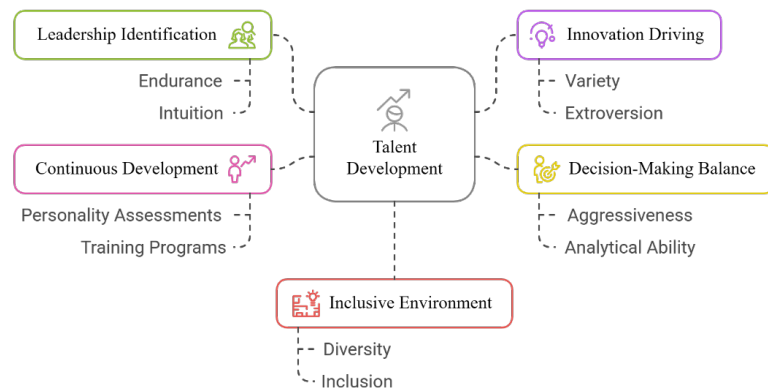 Leadership Identification
Endurance
Intuition
Continuous Development
Personality Assessments
Training Programs
Talent
Development
Innovation Driving
Variety
Extroversion
Decision-Making Balance
Aggressiveness
Analytical Ability
Inclusive Environment
Diversity
Inclusion